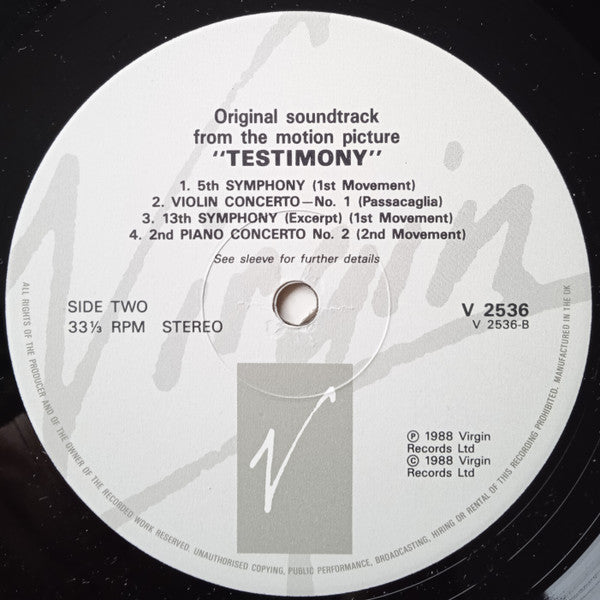 Original soundtrack
from the motion picture
"TESTIMONY"
1. 5th SYMPHONY (1st Movement)
2. VIOLIN CONCERTO—No. 1 (Passacaglia)
3. 13th SYMPHONY (Excerpt) (1st Movement)
4. 2nd PIANO CONCERTO No. 2 (2nd Movement)
See sleeve for further details
SIDE TWO
33⅓ RPM STEREO
V 2536
V 2536-B
Virgin
V
Ⓟ 1988 Virgin
Records Ltd
© 1988 Virgin
Records Ltd
ALL RIGHTS OF THE PRODUCER AND OF THE OWNER OF THE RECORDED WORK RESERVED. UNAUTHORISED COPYING, PUBLIC PERFORMANCE, BROADCASTING, HIRING OR RENTAL OF THIS RECORDING PROHIBITED. MANUFACTURED IN THE UK